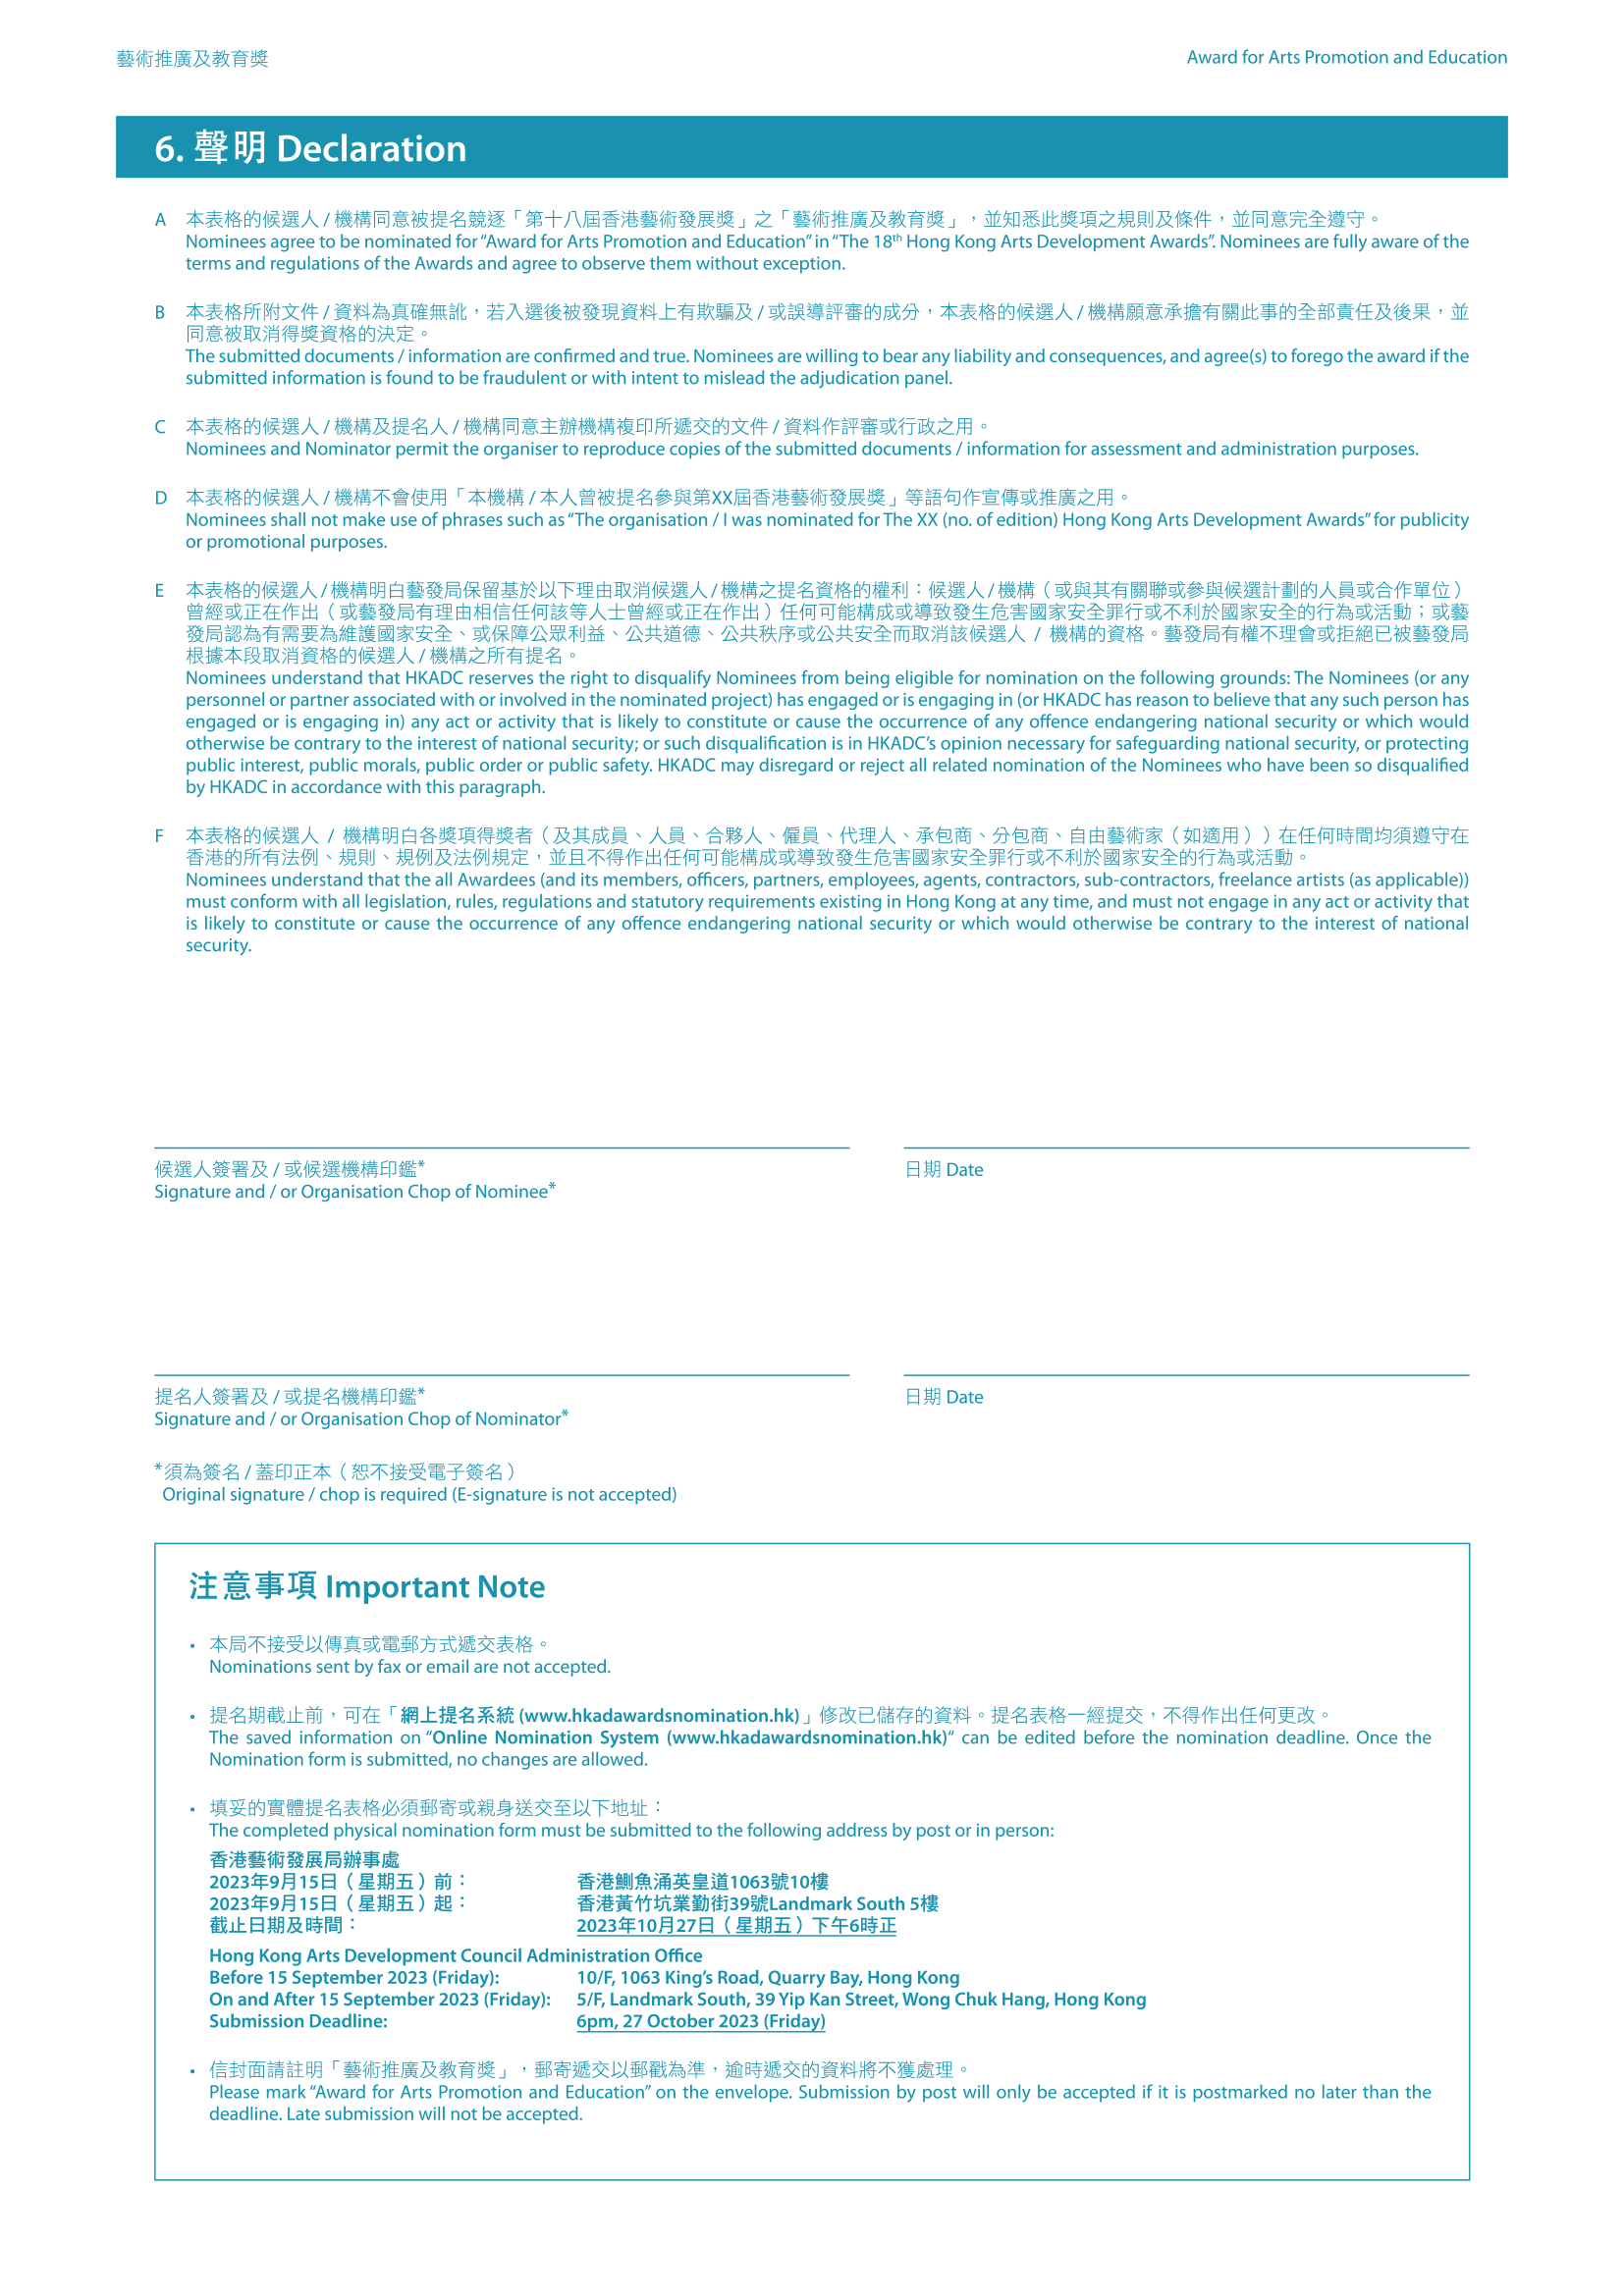 藝術推廣及教育獎
Award for Arts Promotion and Education
6. 聲明 Declaration
A 本表格的候選人 / 機構同意被提名競逐「第十八屆香港藝術發展獎」之「藝術推廣及教育獎」，並知悉此獎項之規則及條件，並同意完全遵守。
Nominees agree to be nominated for “Award for Arts Promotion and Education” in “The 18th Hong Kong Arts Development Awards”. Nominees are fully aware of the
terms and regulations of the Awards and agree to observe them without exception.
B 本表格所附文件 / 資料為真確無訛，若入選後被發現資料上有欺騙及 / 或誤導評審的成分，本表格的候選人 / 機構願意承擔有關此事的全部責任及後果，並
同意被取消得獎資格的決定。
The submitted documents / information are confirmed and true. Nominees are willing to bear any liability and consequences, and agree(s) to forego the award if the
submitted information is found to be fraudulent or with intent to mislead the adjudication panel.
C 本表格的候選人 / 機構及提名人 / 機構同意主辦機構複印所遞交的文件 / 資料作評審或行政之用。
Nominees and Nominator permit the organiser to reproduce copies of the submitted documents / information for assessment and administration purposes.
D 本表格的候選人 / 機構不會使用「本機構 / 本人曾被提名參與第XX屆香港藝術發展獎」等語句作宣傳或推廣之用。
Nominees shall not make use of phrases such as “The organisation / I was nominated for The XX (no. of edition) Hong Kong Arts Development Awards” for publicity
or promotional purposes.
E 本表格的候選人 / 機構明白藝發局保留基於以下理由取消候選人 / 機構之提名資格的權利：候選人 / 機構（或與其有關聯或參與候選計劃的人員或合作單位）
曾經或正在作出（或藝發局有理由相信任何該等人士曾經或正在作出）任何可能構成或導致發生危害國家安全罪行或不利於國家安全的行為或活動；或藝
發局認為有需要為維護國家安全、或保障公眾利益、公共道德、公共秩序或公共安全而取消該候選人 / 機構的資格。藝發局有權不理會或拒絕已被藝發局
根據本段取消資格的候選人 / 機構之所有提名。
Nominees understand that HKADC reserves the right to disqualify Nominees from being eligible for nomination on the following grounds: The Nominees (or any
personnel or partner associated with or involved in the nominated project) has engaged or is engaging in (or HKADC has reason to believe that any such person has
engaged or is engaging in) any act or activity that is likely to constitute or cause the occurrence of any offence endangering national security or which would
otherwise be contrary to the interest of national security; or such disqualification is in HKADC’s opinion necessary for safeguarding national security, or protecting
public interest, public morals, public order or public safety. HKADC may disregard or reject all related nomination of the Nominees who have been so disqualified
by HKADC in accordance with this paragraph.
F 本表格的候選人 / 機構明白各獎項得獎者（及其成員、人員、合夥人、僱員、代理人、承包商、分包商、自由藝術家（如適用））在任何時間均須遵守在
香港的所有法例、規則、規例及法例規定，並且不得作出任何可能構成或導致發生危害國家安全罪行或不利於國家安全的行為或活動。
Nominees understand that the all Awardees (and its members, officers, partners, employees, agents, contractors, sub-contractors, freelance artists (as applicable))
must conform with all legislation, rules, regulations and statutory requirements existing in Hong Kong at any time, and must not engage in any act or activity that
is likely to constitute or cause the occurrence of any offence endangering national security or which would otherwise be contrary to the interest of national
security.
候選人簽署及 / 或候選機構印鑑*
Signature and / or Organisation Chop of Nominee*
日期 Date
提名人簽署及 / 或提名機構印鑑*
Signature and / or Organisation Chop of Nominator*
日期 Date
*須為簽名 / 蓋印正本（恕不接受電子簽名）
Original signature / chop is required (E-signature is not accepted)
注意事項 Important Note
• 本局不接受以傳真或電郵方式遞交表格。
Nominations sent by fax or email are not accepted.
• 提名期截止前，可在「網上提名系統 (www.hkadawardsnomination.hk)」修改已儲存的資料。提名表格一經提交，不得作出任何更改。
The saved information on “Online Nomination System (www.hkadawardsnomination.hk)“ can be edited before the nomination deadline. Once the
Nomination form is submitted, no changes are allowed.
• 填妥的實體提名表格必須郵寄或親身送交至以下地址：
The completed physical nomination form must be submitted to the following address by post or in person:
香港藝術發展局辦事處
2023年9月15日（星期五）前： 香港鰂魚涌英皇道1063號10樓
2023年9月15日（星期五）起： 香港黃竹坑業勤街39號Landmark South 5樓
截止日期及時間： 2023年10月27日（星期五）下午6時正
Hong Kong Arts Development Council Administration Office
Before 15 September 2023 (Friday): 10/F, 1063 King’s Road, Quarry Bay, Hong Kong
On and After 15 September 2023 (Friday): 5/F, Landmark South, 39 Yip Kan Street, Wong Chuk Hang, Hong Kong
Submission Deadline: 6pm, 27 October 2023 (Friday)
• 信封面請註明「藝術推廣及教育獎」，郵寄遞交以郵戳為準，逾時遞交的資料將不獲處理。
Please mark “Award for Arts Promotion and Education” on the envelope. Submission by post will only be accepted if it is postmarked no later than the
deadline. Late submission will not be accepted.